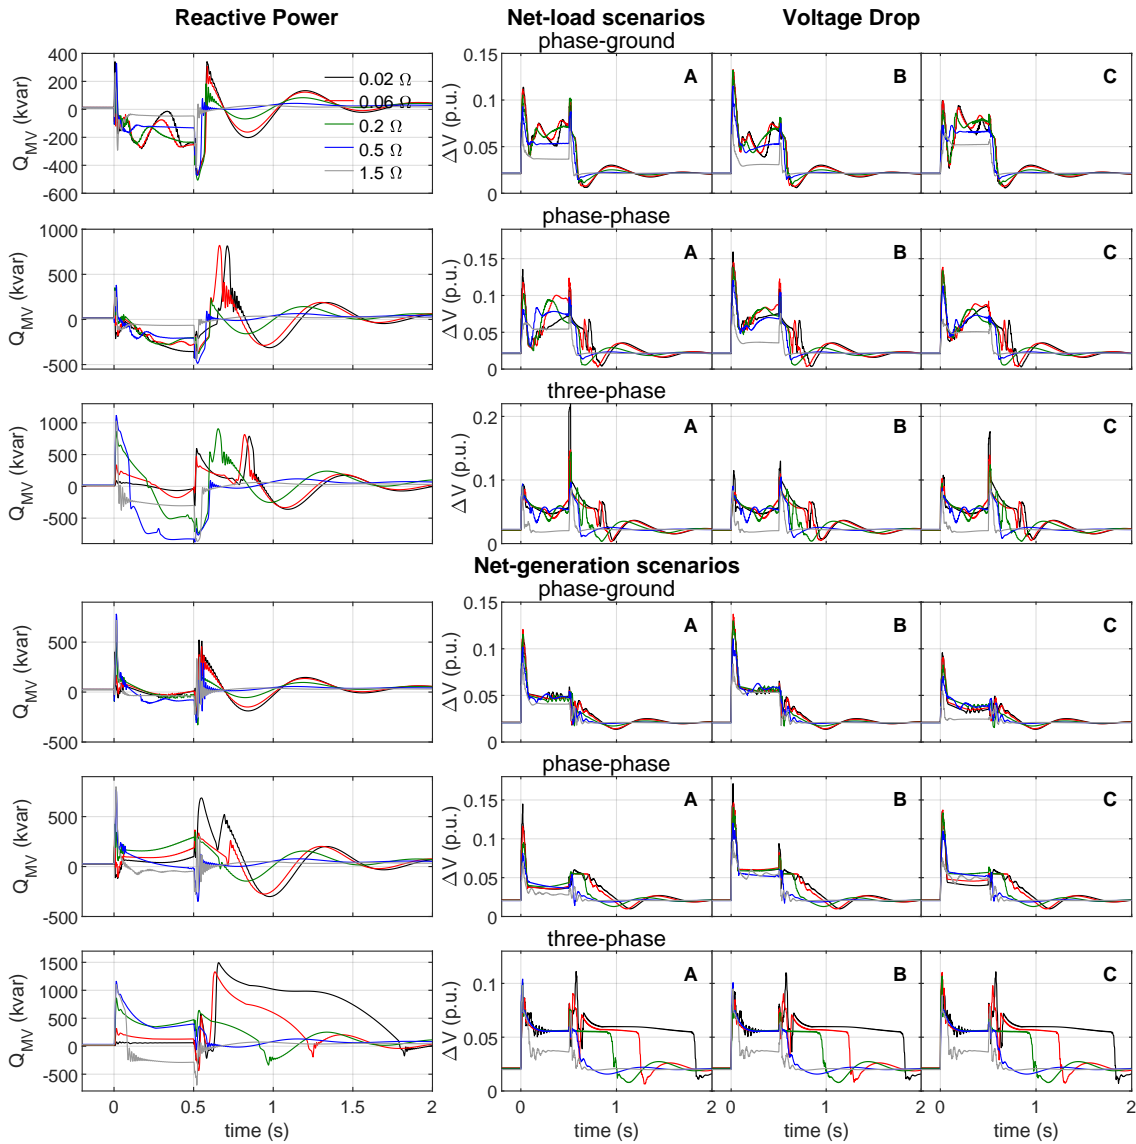 Reactive Power
Net-load scenarios
Voltage Drop
phase-ground
400
200
0
-200
-400
-600
Q_MV (kvar)
0.02 Ω
0.06 Ω
0.2 Ω
0.5 Ω
1.5 Ω
0.15
0.1
0.05
0
ΔV (p.u.)
A
B
C
phase-phase
1000
500
0
-500
Q_MV (kvar)
0.15
0.1
0.05
0
ΔV (p.u.)
A
B
C
three-phase
1000
500
0
-500
Q_MV (kvar)
0.2
0.1
0
ΔV (p.u.)
A
B
C
Net-generation scenarios
phase-ground
500
0
-500
Q_MV (kvar)
0.15
0.1
0.05
0
ΔV (p.u.)
A
B
C
phase-phase
500
0
-500
Q_MV (kvar)
0.15
0.1
0.05
0
ΔV (p.u.)
A
B
C
three-phase
1500
1000
500
0
-500
Q_MV (kvar)
0.1
0.05
0
ΔV (p.u.)
A
B
C
0 0.5 1 1.5 2
0 1 2
0 1 2
0 1 2
time (s)
time (s)
time (s)
time (s)